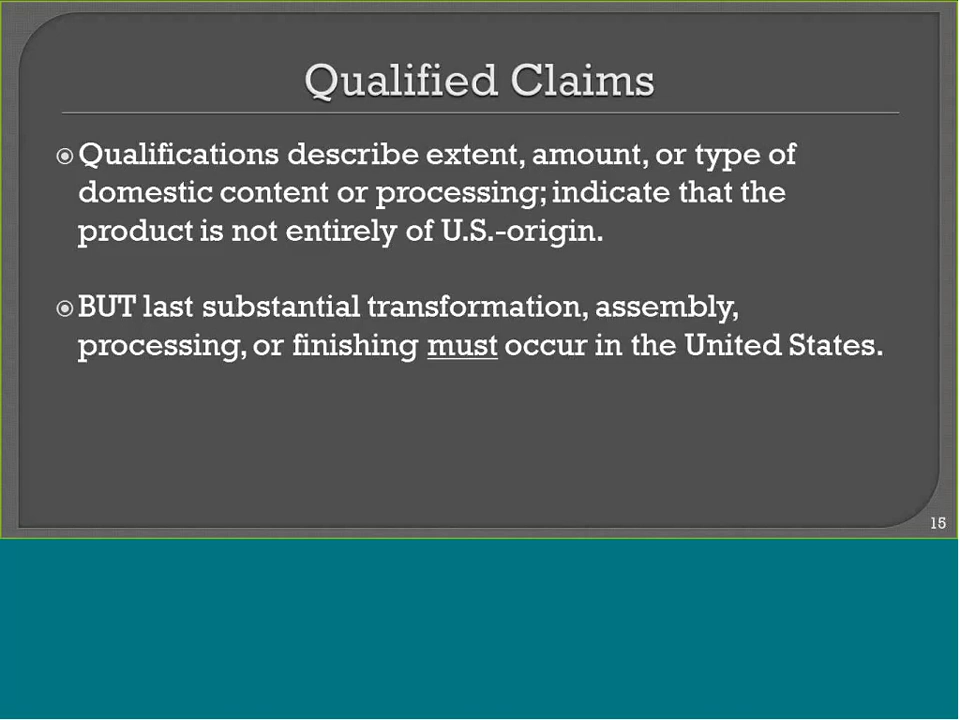 Qualified Claims
Qualifications describe extent, amount, or type of
domestic content or processing; indicate that the
product is not entirely of U.S.-origin.
BUT last substantial transformation, assembly,
processing, or finishing must occur in the United States.
15